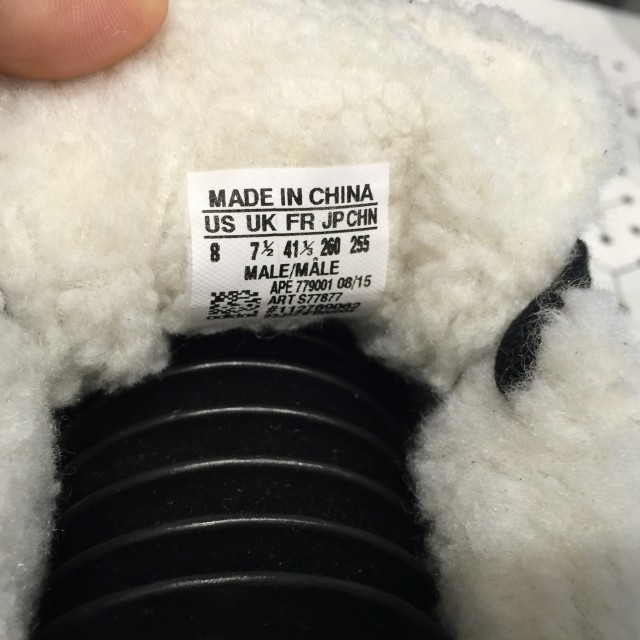 MADE IN CHINA
US UK FR JP CHN
8 7½ 41⅓ 260 255
MALE/MÂLE
APE 779001 08/15
ART S77877